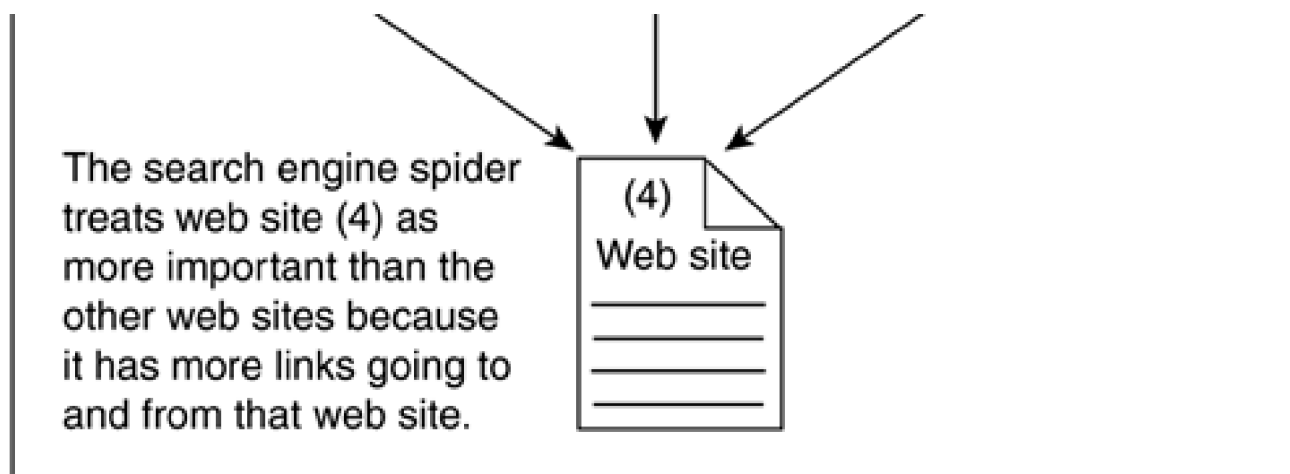 The search engine spider
treats web site (4) as
more important than the
other web sites because
it has more links going to
and from that web site.
(4)
Web site